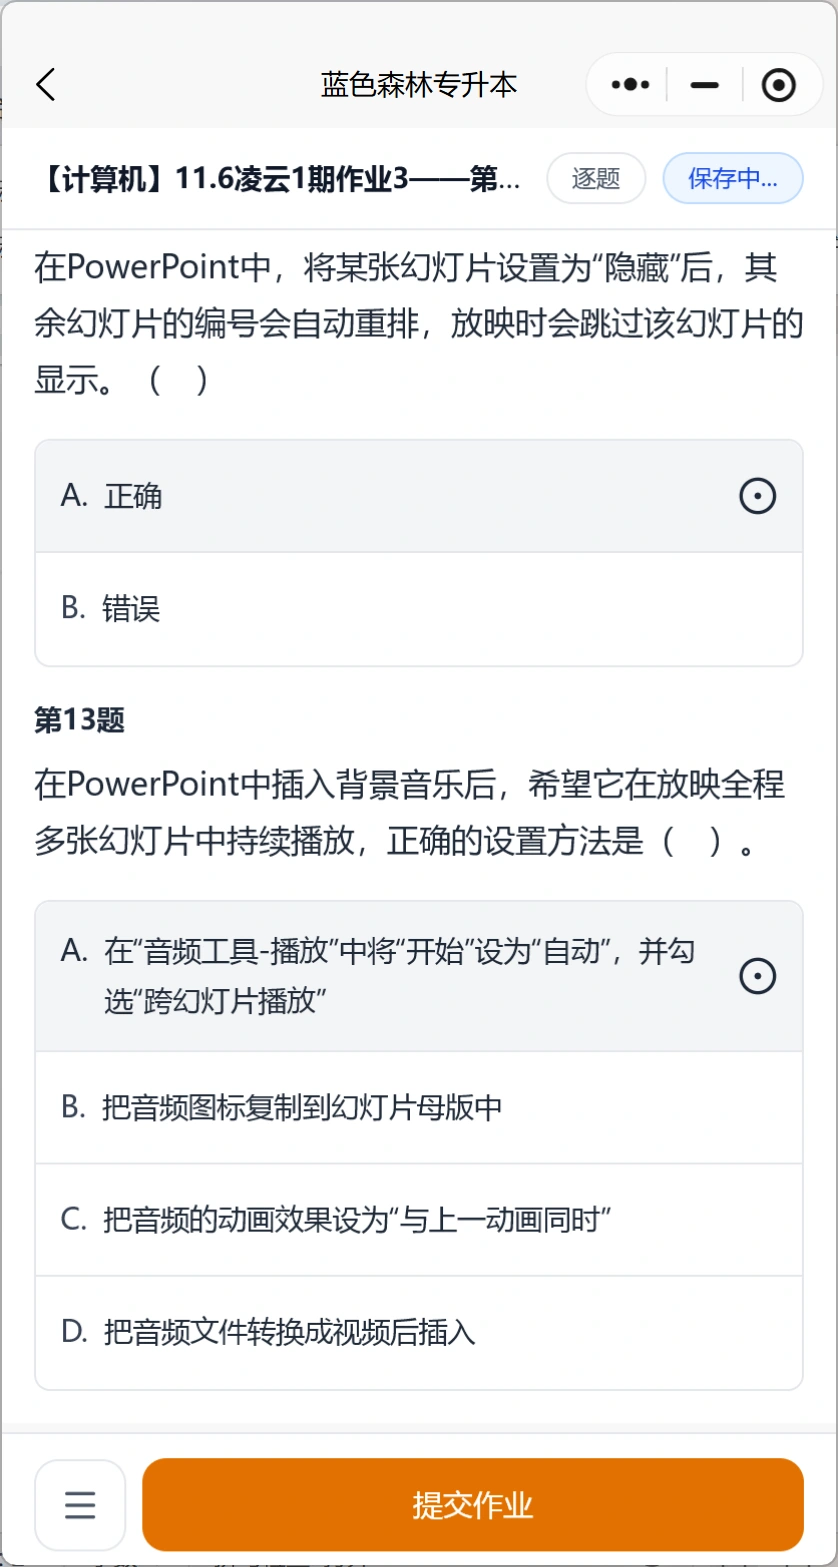 蓝色森林专升本
【计算机】11.6凌云1期作业3——第...
逐题
保存中...
在PowerPoint中，将某张幻灯片设置为“隐藏”后，其
余幻灯片的编号会自动重排，放映时会跳过该幻灯片的
显示。（　）
A. 正确
B. 错误
第13题
在PowerPoint中插入背景音乐后，希望它在放映全程
多张幻灯片中持续播放，正确的设置方法是（　）。
A. 在“音频工具-播放”中将“开始”设为“自动”，并勾
选“跨幻灯片播放”
B. 把音频图标复制到幻灯片母版中
C. 把音频的动画效果设为“与上一动画同时”
D. 把音频文件转换成视频后插入
提交作业